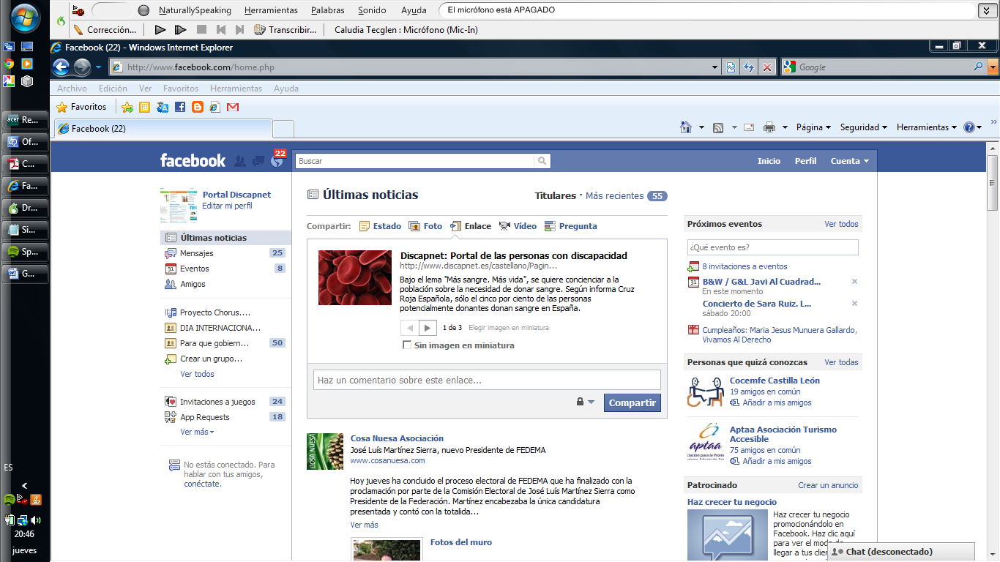 NaturallySpeaking Herramientas Palabras Sonido Ayuda El micrófono está APAGADO
Corrección... Transcribir... Caludia Tecglen : Micrófono (Mic-In)
Facebook (22) - Windows Internet Explorer
http://www.facebook.com/home.php
Google
Archivo Edición Ver Favoritos Herramientas Ayuda
Favoritos
Facebook (22)
Página Seguridad Herramientas
acer Re...
Of...
C...
Fa...
Dr...
Si...
Sp...
G...
ES
20:46
jueves
facebook 22
Buscar
Inicio Perfil Cuenta
Portal Discapnet
Editar mi perfil
Últimas noticias
Mensajes 25
Eventos 8
Amigos
Proyecto Chorus....
DIA INTERNACIONA...
Para que gobiern... 50
Crear un grupo...
Ver todos
Invitaciones a juegos 24
App Requests 18
Ver más
No estás conectado. Para
hablar con tus amigos,
conéctate.
Últimas noticias
Titulares · Más recientes 55
Compartir: Estado Foto Enlace Vídeo Pregunta
Discapnet: Portal de las personas con discapacidad
http://www.discapnet.es/castellano/Pagin...
Bajo el lema "Más sangre. Más vida", se quiere concienciar a la
población sobre la necesidad de donar sangre. Según informa Cruz
Roja Española, sólo el cinco por ciento de las personas
potencialmente donantes donan sangre en España.
1 de 3 Elegir imagen en miniatura
Sin imagen en miniatura
Haz un comentario sobre este enlace...
Compartir
COSA NUESA
Cosa Nuesa Asociación
José Luís Martínez Sierra, nuevo Presidente de FEDEMA
www.cosanuesa.com
Hoy jueves ha concluido el proceso electoral de FEDEMA que ha finalizado con la
proclamación por parte de la Comisión Electoral de José Luís Martínez Sierra como
Presidente de la Federación. Martínez encabezaba la única candidatura
presentada y contó con la totalida...
Ver más
Fotos del muro
Próximos eventos Ver todos
¿Qué evento es?
8 invitaciones a eventos
31 B&W / G&L Javi Al Cuadrad...
En este momento
Concierto de Sara Ruiz. L...
sábado 20:00
Cumpleaños: Maria Jesus Munuera Gallardo,
Vivamos Al Derecho
Personas que quizá conozcas Ver todas
Cocemfe Castilla León
19 amigos en común
Añadir a mis amigos
aptaa
Aptaa Asociación Turismo
Accesible
75 amigos en común
Añadir a mis amigos
Patrocinado Crear un anuncio
Haz crecer tu negocio
Haz crecer tu negocio
promocionándolo en
Facebook. Haz clic aquí
para ver el modo de
llegar a tus
Chat (desconectado)